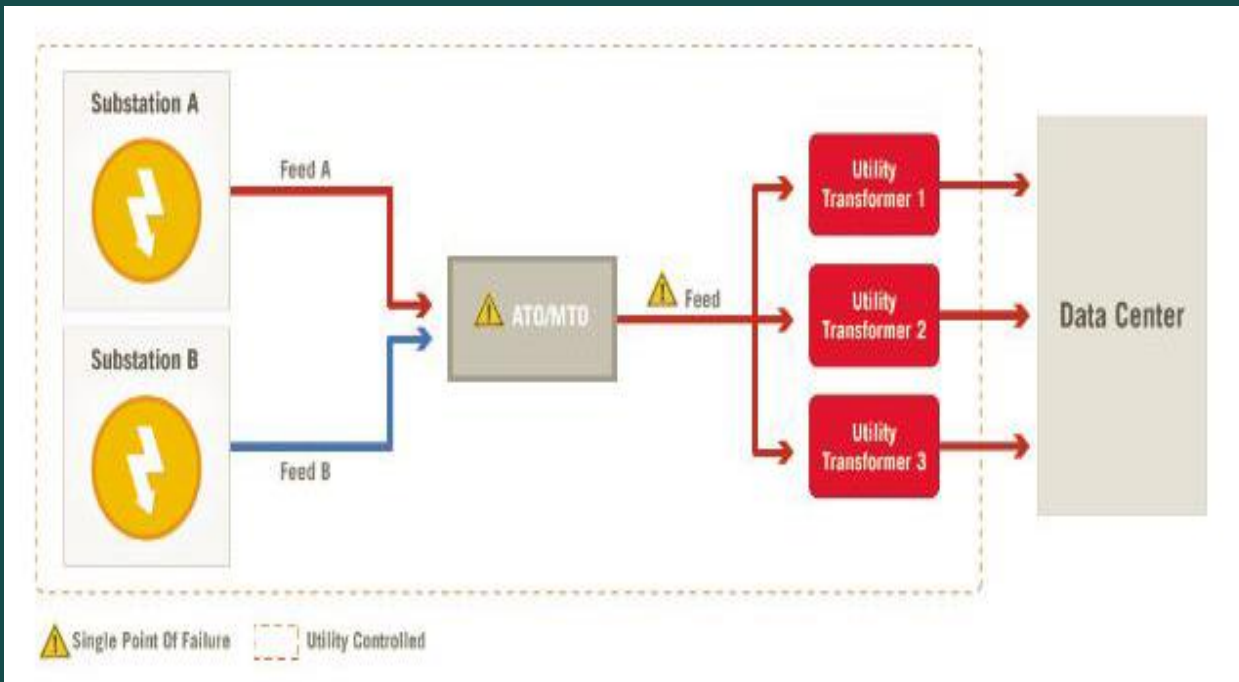 Substation A
Feed A
Substation B
Feed B
ATO/MTO
Feed
Utility
Transformer 1
Utility
Transformer 2
Utility
Transformer 3
Data Center
Single Point Of Failure
Utility Controlled